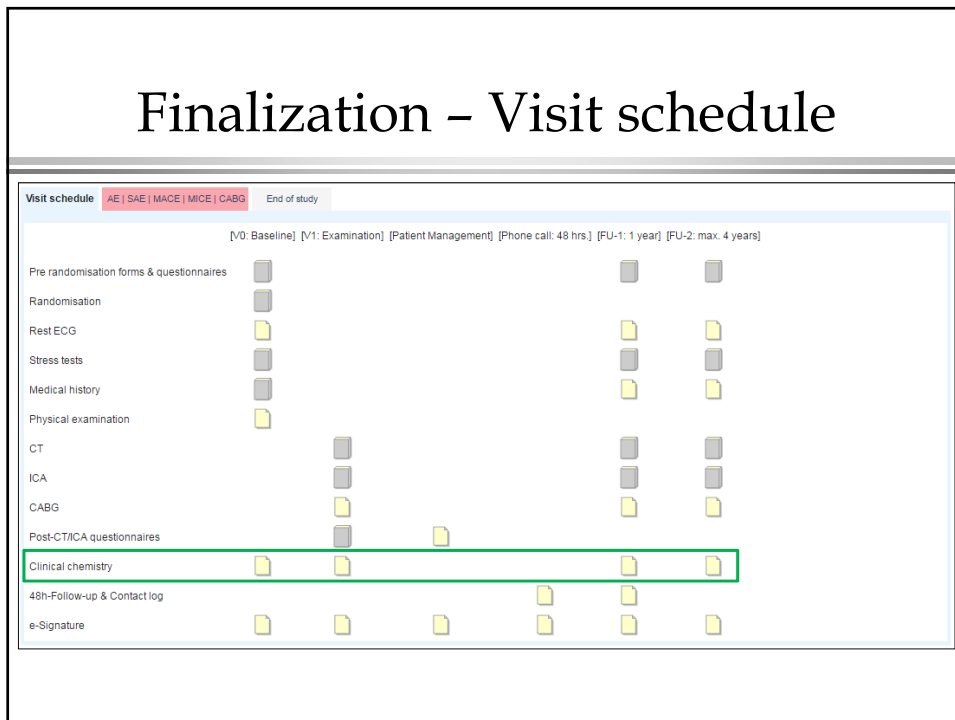 Finalization – Visit schedule
Visit schedule AE | SAE | MACE | MICE | CABG End of study
[V0: Baseline] [V1: Examination] [Patient Management] [Phone call: 48 hrs.] [FU-1: 1 year] [FU-2: max. 4 years]
Pre randomisation forms & questionnaires
Randomisation
Rest ECG
Stress tests
Medical history
Physical examination
CT
ICA
CABG
Post-CT/ICA questionnaires
Clinical chemistry
48h-Follow-up & Contact log
e-Signature